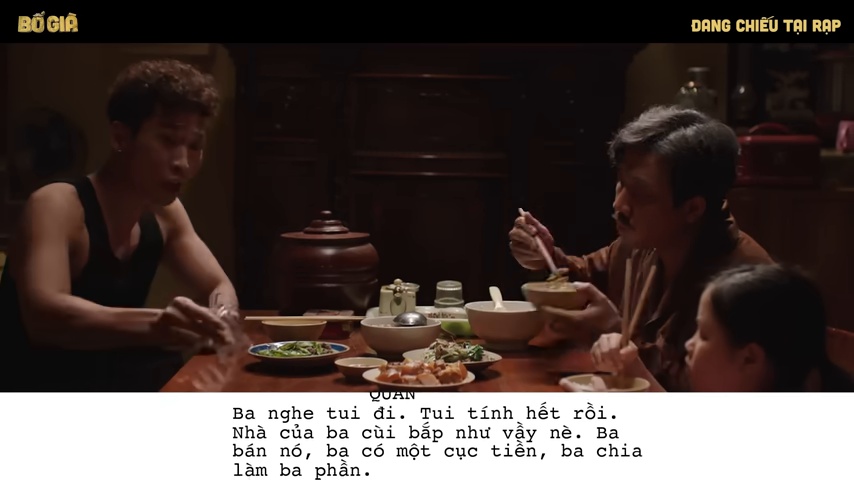 BỐ GIÀ
ĐANG CHIẾU TẠI RẠP
QUAN
Ba nghe tui đi. Tui tính hết rồi.
Nhà của ba cùi bắp như vầy nè. Ba
bán nó, ba có một cục tiền, ba chia
làm ba phần.